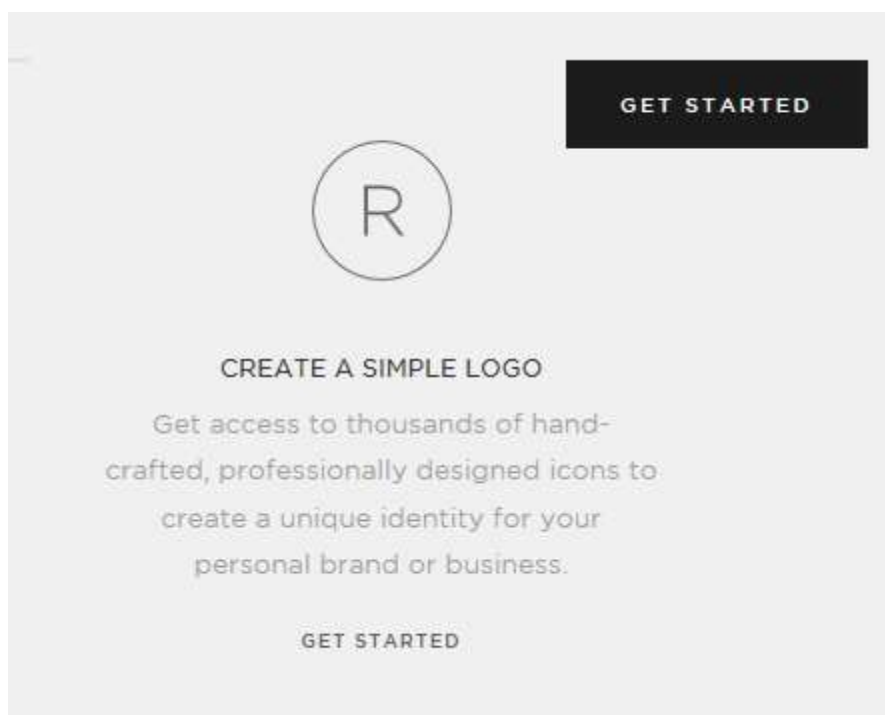 GET STARTED
R
CREATE A SIMPLE LOGO
Get access to thousands of hand-
crafted, professionally designed icons to
create a unique identity for your
personal brand or business.
GET STARTED